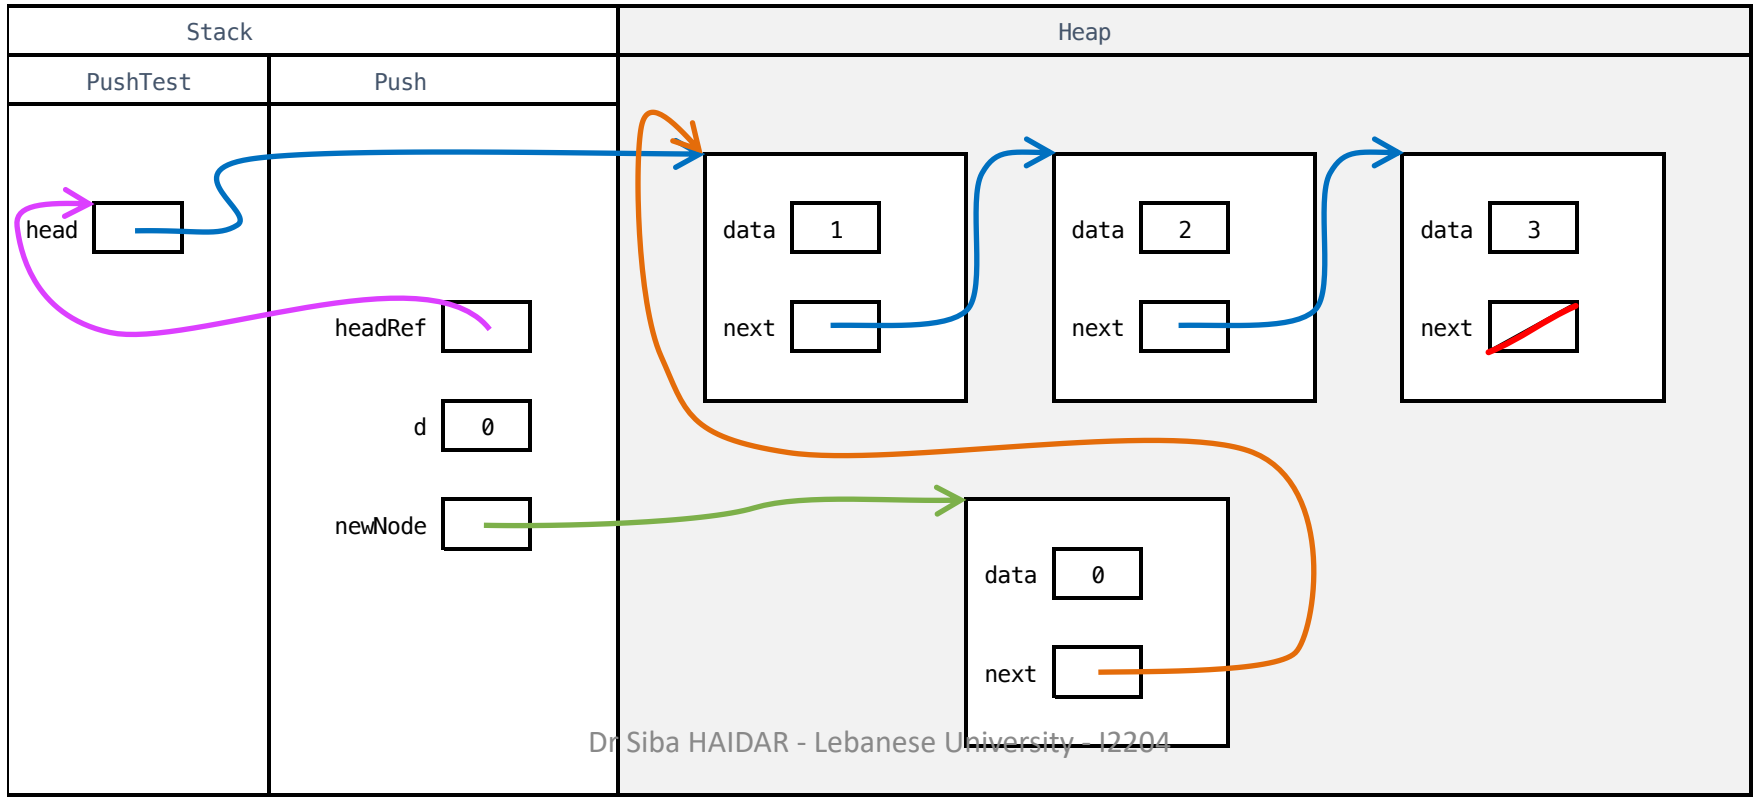 Stack Heap
PushTest Push
head
data 1 data 2 data 3
headRef
next next next
d 0
newNode
data 0
next
Dr Siba HAIDAR - Lebanese University - I2204